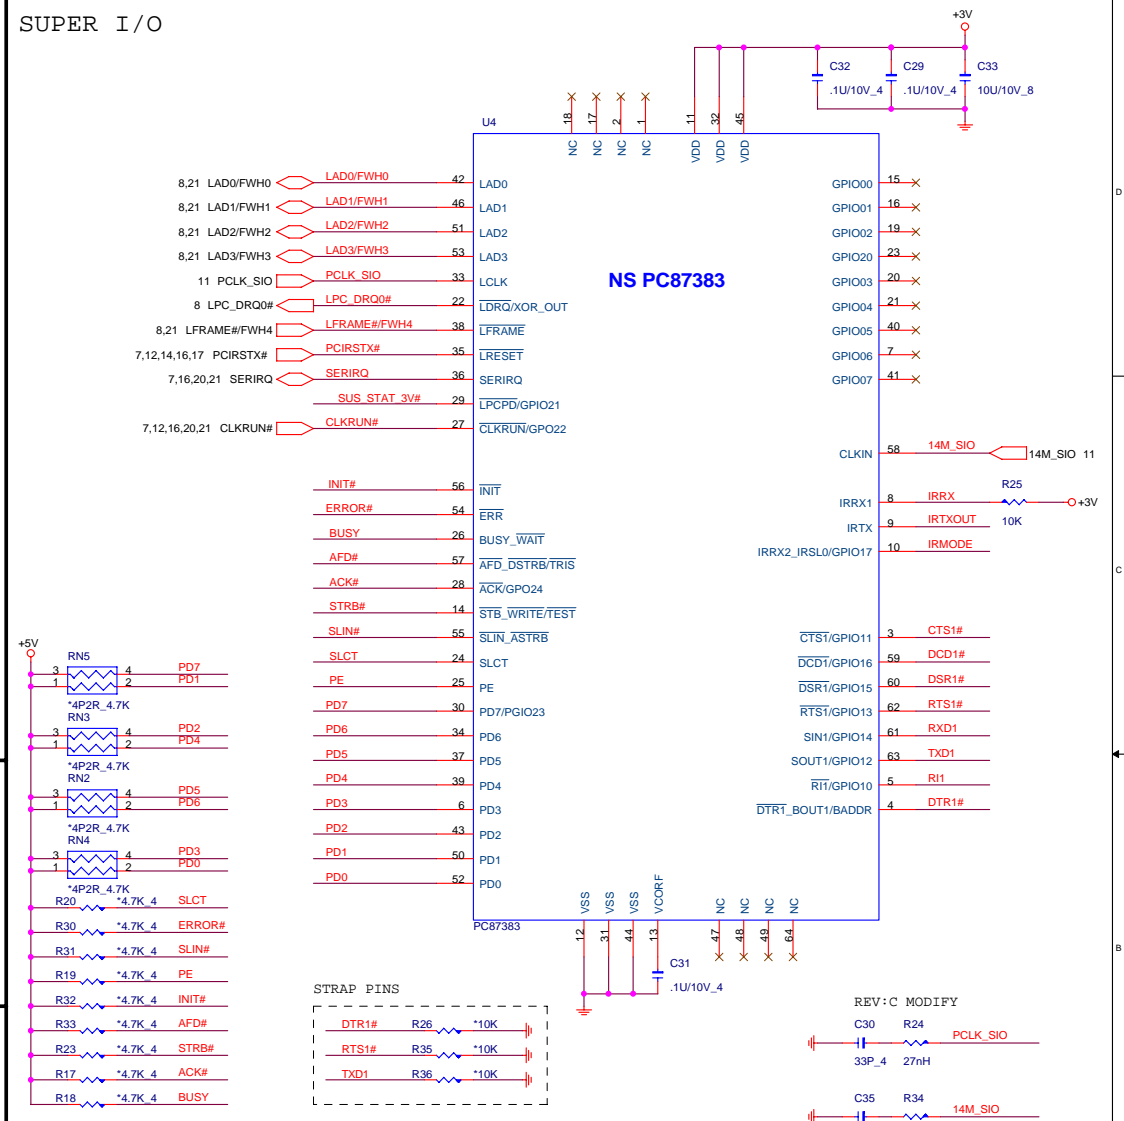 SUPER I/O
+3V
C32
.1U/10V_4
C29
.1U/10V_4
C33
10U/10V_8
U4
18 NC
17 NC
2 NC
1 NC
11 VDD
32 VDD
45 VDD
NS PC87383
8,21 LAD0/FWH0 LAD0/FWH0 42 LAD0
8,21 LAD1/FWH1 LAD1/FWH1 46 LAD1
8,21 LAD2/FWH2 LAD2/FWH2 51 LAD2
8,21 LAD3/FWH3 LAD3/FWH3 53 LAD3
11 PCLK_SIO PCLK_SIO 33 LCLK
8 LPC_DRQ0# LPC_DRQ0# 22 LDRQ/XOR_OUT
8,21 LFRAME#/FWH4 LFRAME#/FWH4 38 LFRAME
7,12,14,16,17 PCIRSTX# PCIRSTX# 35 LRESET
7,16,20,21 SERIRQ SERIRQ 36 SERIRQ
SUS_STAT_3V# 29 LPCPD/GPIO21
7,12,16,20,21 CLKRUN# CLKRUN# 27 CLKRUN/GPO22
INIT# 56 INIT
ERROR# 54 ERR
BUSY 26 BUSY_WAIT
AFD# 57 AFD_DSTRB/TRIS
ACK# 28 ACK/GPO24
STRB# 14 STB_WRITE/TEST
SLIN# 55 SLIN_ASTRB
SLCT 24 SLCT
PE 25 PE
PD7 30 PD7/PGIO23
PD6 34 PD6
PD5 37 PD5
PD4 39 PD4
PD3 6 PD3
PD2 43 PD2
PD1 50 PD1
PD0 52 PD0
GPIO00 15
GPIO01 16
GPIO02 19
GPIO20 23
GPIO03 20
GPIO04 21
GPIO05 40
GPIO06 7
GPIO07 41
CLKIN 58 14M_SIO 14M_SIO 11
R25
IRRX1 8 IRRX +3V
10K
IRTX 9 IRTXOUT
IRRX2_IRSL0/GPIO17 10 IRMODE
CTS1/GPIO11 3 CTS1#
DCD1/GPIO16 59 DCD1#
DSR1/GPIO15 60 DSR1#
RTS1/GPIO13 62 RTS1#
SIN1/GPIO14 61 RXD1
SOUT1/GPIO12 63 TXD1
RI1/GPIO10 5 RI1
DTR1_BOUT1/BADDR 4 DTR1#
VSS 12
VSS 31
VSS 44
VCORF 13
NC 47
NC 48
NC 49
NC 64
PC87383
C31
.1U/10V_4
+5V
RN5
3 4 PD7
1 2 PD1
*4P2R_4.7K
RN3
3 4 PD2
1 2 PD4
*4P2R_4.7K
RN2
3 4 PD5
1 2 PD6
*4P2R_4.7K
RN4
3 4 PD3
1 2 PD0
*4P2R_4.7K
R20 *4.7K_4 SLCT
R30 *4.7K_4 ERROR#
R31 *4.7K_4 SLIN#
R19 *4.7K_4 PE
R32 *4.7K_4 INIT#
R33 *4.7K_4 AFD#
R23 *4.7K_4 STRB#
R17 *4.7K_4 ACK#
R18 *4.7K_4 BUSY
STRAP PINS
DTR1# R26 *10K
RTS1# R35 *10K
TXD1 R36 *10K
REV:C MODIFY
C30 R24 PCLK_SIO
33P_4 27nH
C35 R34 14M_SIO
D
C
B